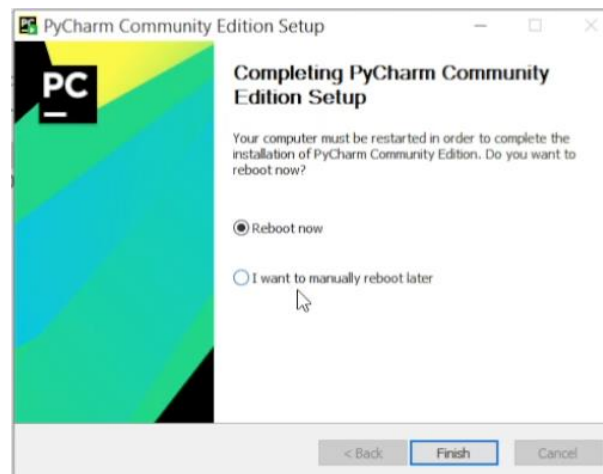 PyCharm Community Edition Setup
PC
Completing PyCharm Community
Edition Setup
Your computer must be restarted in order to complete the
installation of PyCharm Community Edition. Do you want to
reboot now?
Reboot now
I want to manually reboot later
< Back Finish Cancel